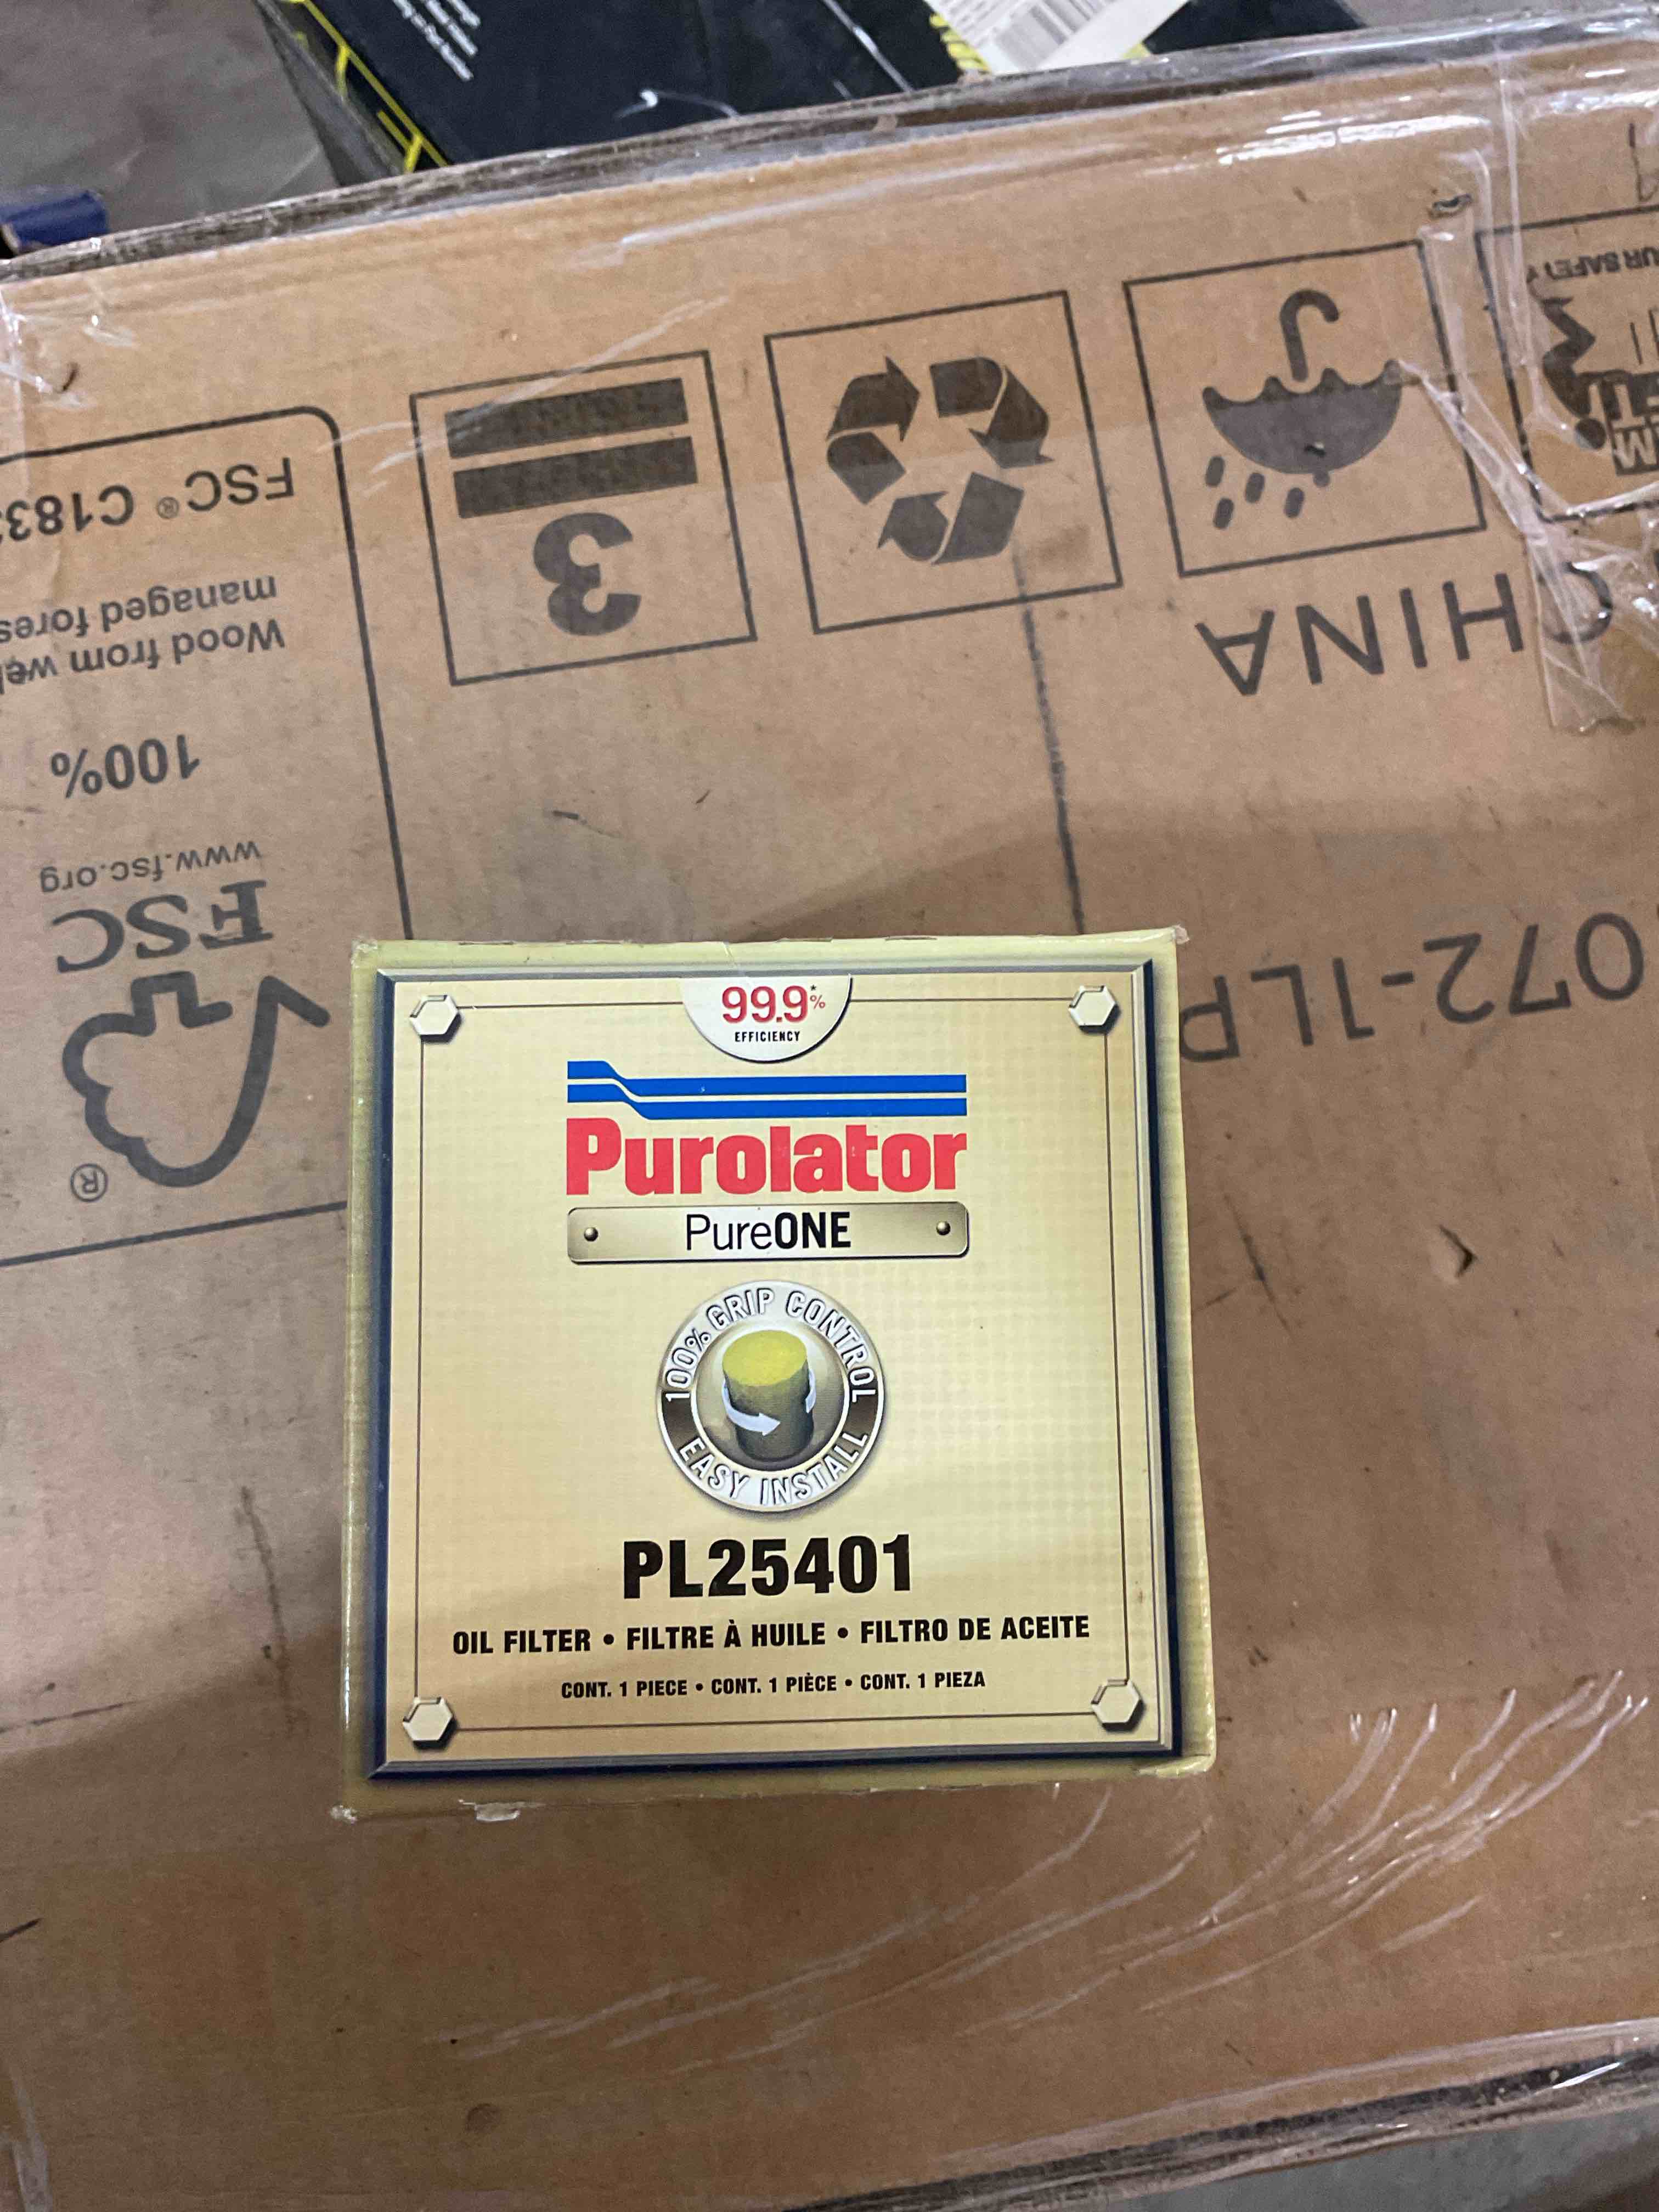 FSC® C183
managed fores
Wood from wel
100%
www.fsc.org
FSC
®
3
CHINA
072-1LP
99.9*%
EFFICIENCY
Purolator
PureONE
100% GRIP CONTROL
EASY INSTALL
PL25401
OIL FILTER • FILTRE À HUILE • FILTRO DE ACEITE
CONT. 1 PIECE • CONT. 1 PIÈCE • CONT. 1 PIEZA